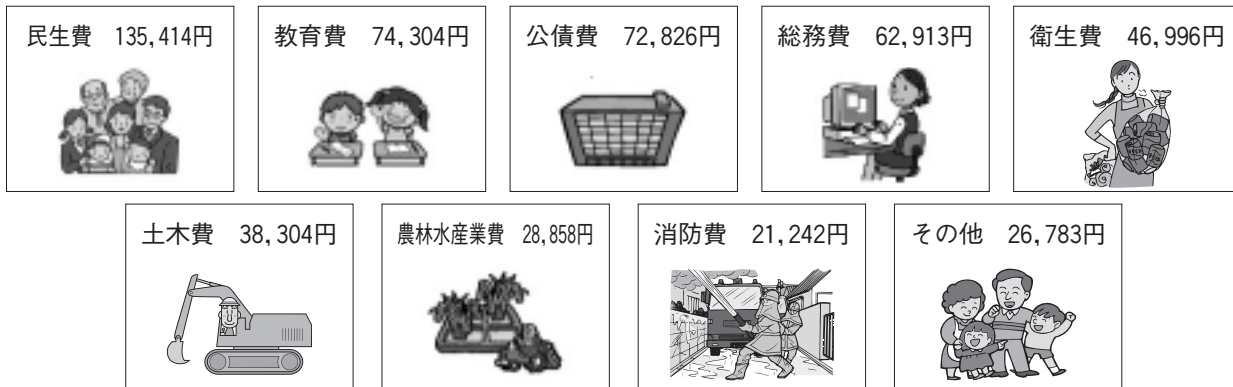 民生費　135,414円
教育費　74,304円
公債費　72,826円
総務費　62,913円
衛生費　46,996円
土木費　38,304円
農林水産業費　28,858円
消防費　21,242円
その他　26,783円